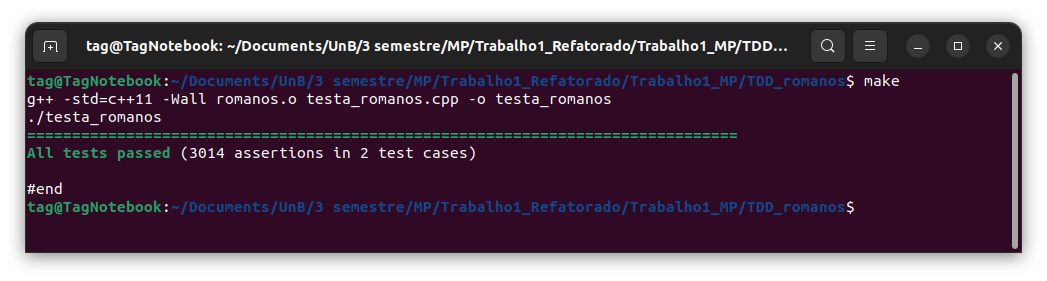 tag@TagNotebook: ~/Documents/UnB/3 semestre/MP/Trabalho1_Refatorado/Trabalho1_MP/TDD…
tag@TagNotebook:~/Documents/UnB/3 semestre/MP/Trabalho1_Refatorado/Trabalho1_MP/TDD_romanos$ make
g++ -std=c++11 -Wall romanos.o testa_romanos.cpp -o testa_romanos
./testa_romanos
===============================================================================
All tests passed (3014 assertions in 2 test cases)
#end
tag@TagNotebook:~/Documents/UnB/3 semestre/MP/Trabalho1_Refatorado/Trabalho1_MP/TDD_romanos$